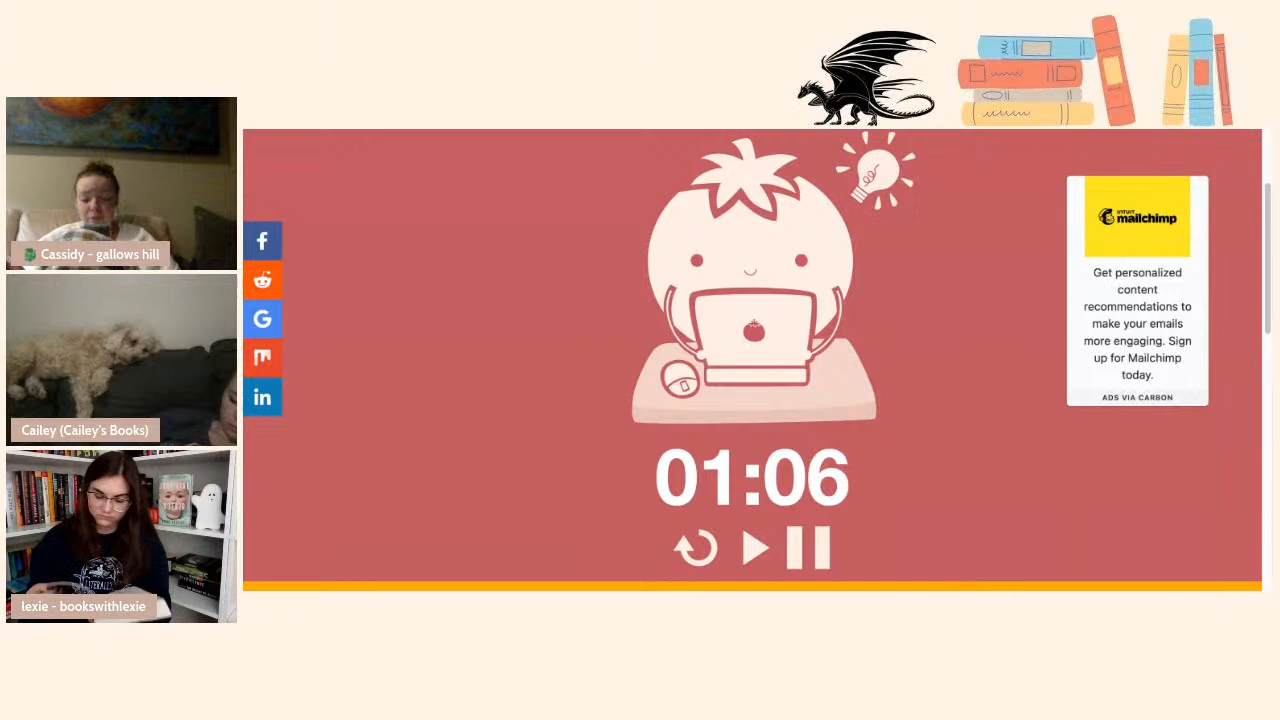 Cassidy - gallows hill
Cailey (Cailey's Books)
lexie - bookswithlexie
f
G
in
01:06
INTUIT
mailchimp
Get personalized
content
recommendations to
make your emails
more engaging. Sign
up for Mailchimp
today.
ADS VIA CARBON